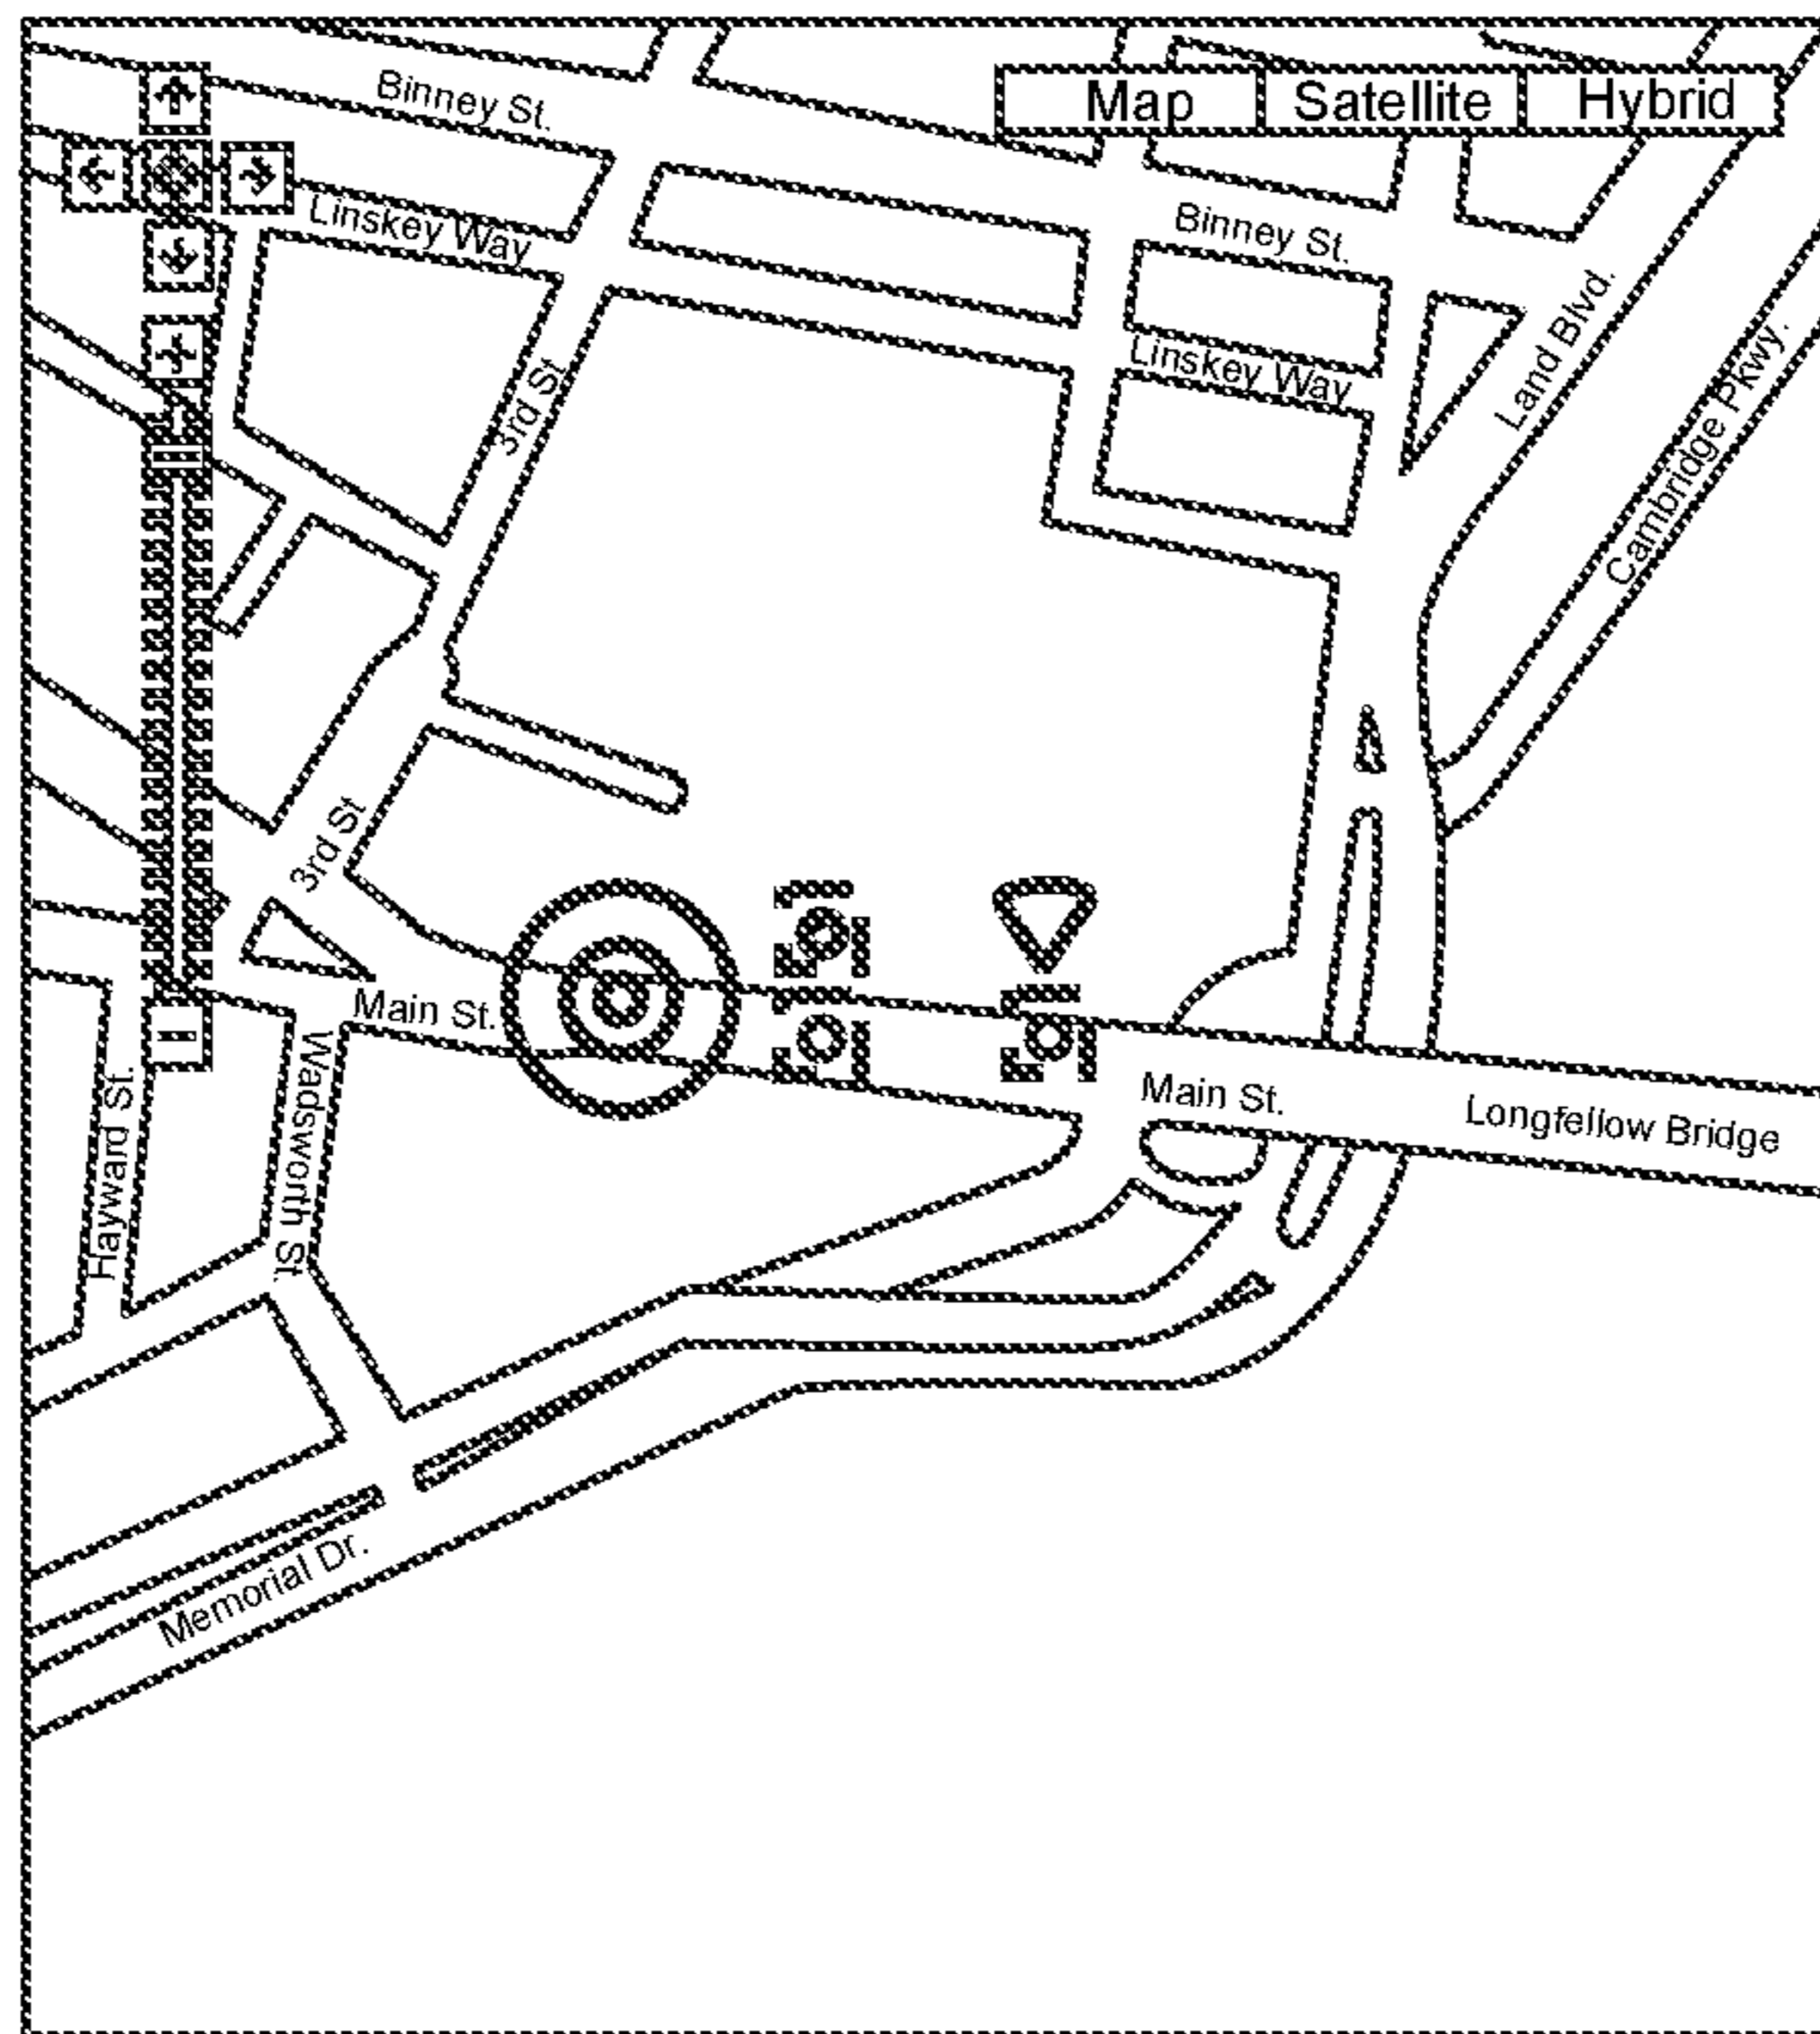 Binney St.
Map Satellite Hybrid
Linskey Way
Binney St.
Land Blvd.
Linskey Way
3rd St
Cambridge Pkwy.
3rd St
Main St.
Wadsworth St.
Hayward St.
Main St.
Longfellow Bridge
Memorial Dr.